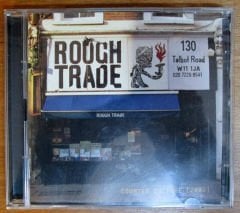 ROUGH
TRADE
130
Talbot Road
W11 1JA
020 7229 8541
ROUGH TRADE